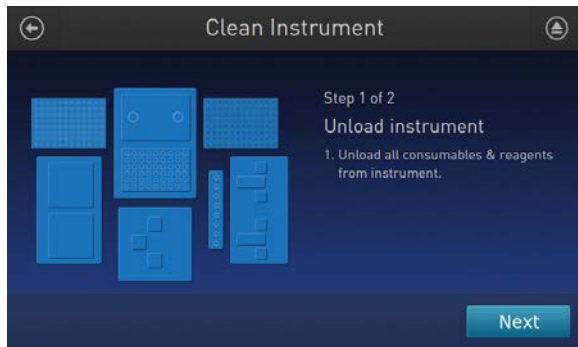 Clean Instrument
Step 1 of 2
Unload instrument
1. Unload all consumables & reagents
from instrument.
Next